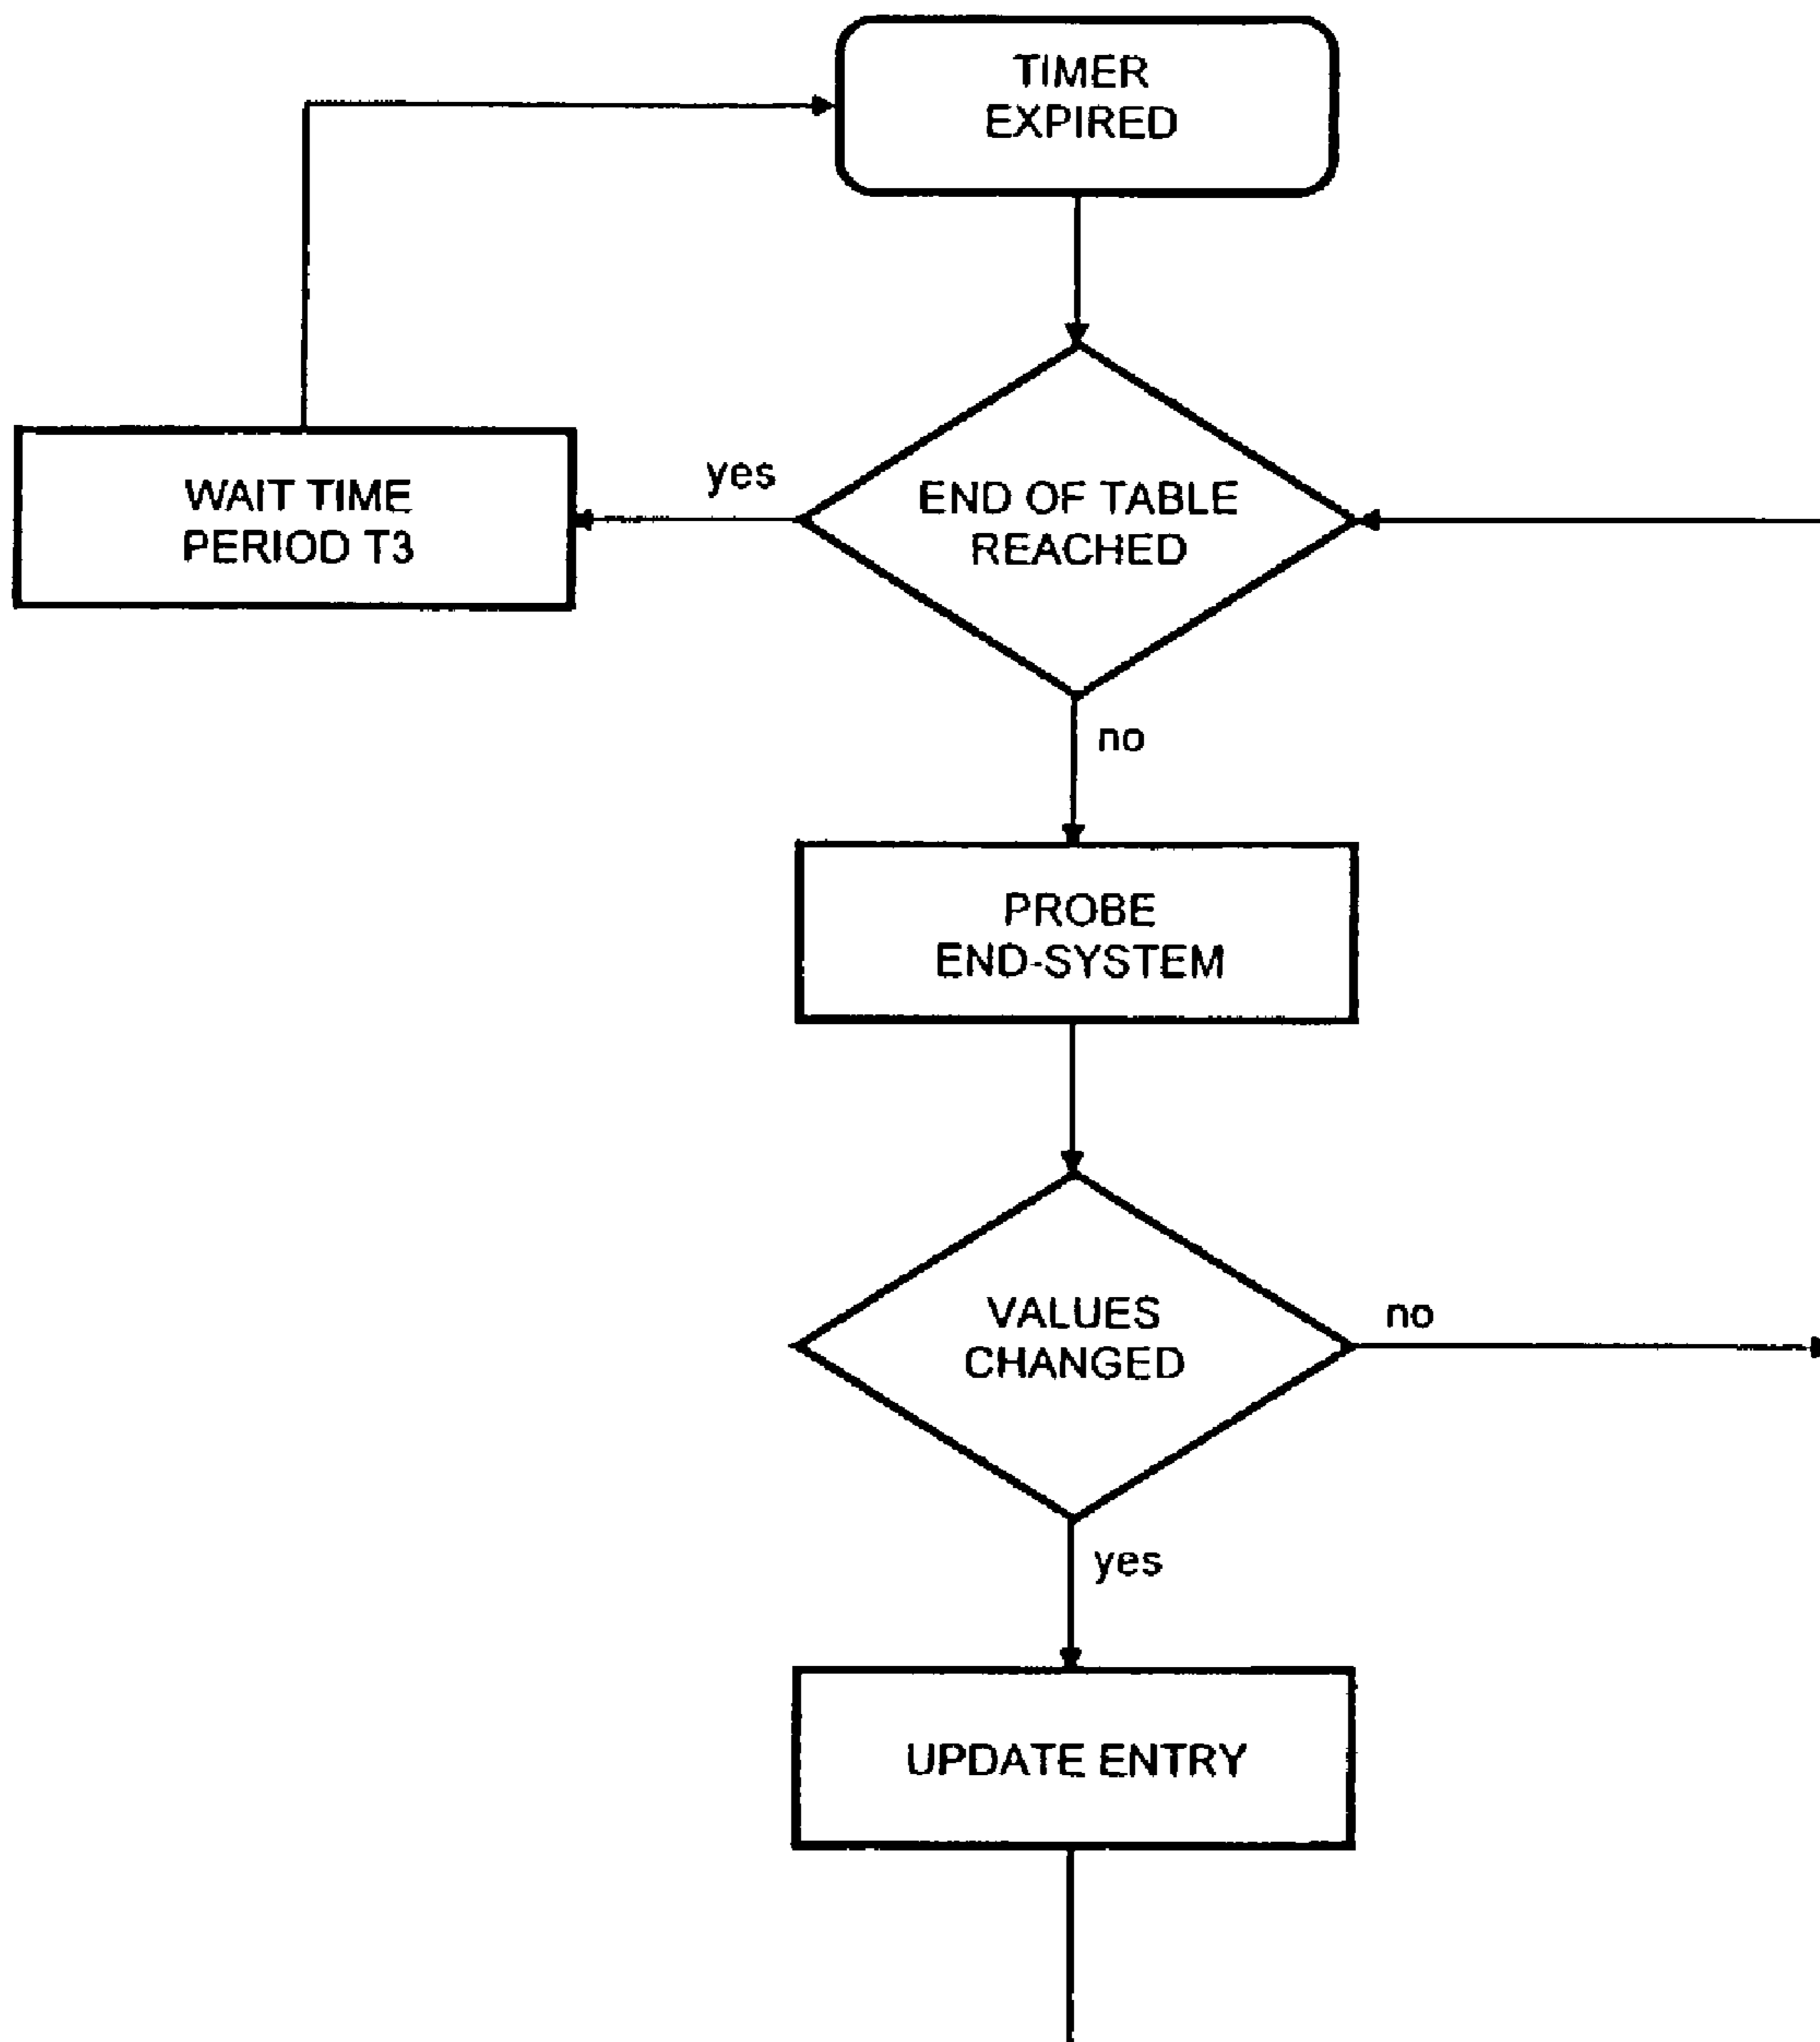 TIMER
EXPIRED
yes
WAIT TIME
PERIOD T3
END OF TABLE
REACHED
no
PROBE
END-SYSTEM
VALUES
CHANGED
no
yes
UPDATE ENTRY